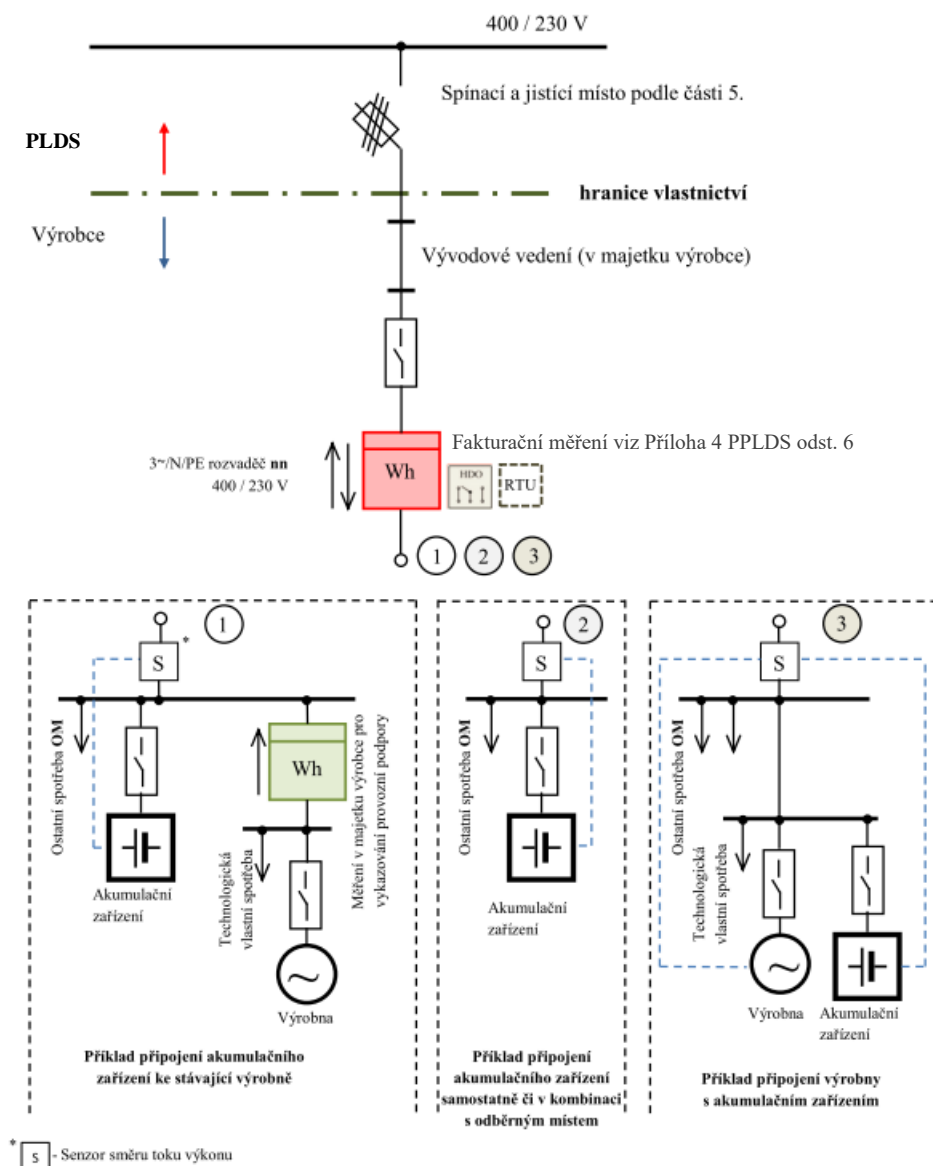 400 / 230 V
Spínací a jistící místo podle části 5.
PLDS
hranice vlastnictví
Výrobce
Vývodové vedení (v majetku výrobce)
Fakturační měření viz Příloha 4 PPLDS odst. 6
3~/N/PE rozvaděč nn
400 / 230 V
Wh
HDO
RTU
1
2
3
1
S
*
Ostatní spotřeba OM
Akumulační
zařízení
Wh
Měření v majetku výrobce pro
vykazování provozní podpory
Technologická
vlastní spotřeba
Výrobna
Příklad připojení akumulačního
zařízení ke stávající výrobně
2
S
Ostatní spotřeba OM
Akumulační
zařízení
Příklad připojení
akumulačního zařízení
samostatně či v kombinaci
s odběrným místem
3
S
Ostatní spotřeba OM
Technologická
vlastní spotřeba
Výrobna
Akumulační
zařízení
Příklad připojení výrobny
s akumulačním zařízením
* S - Senzor směru toku výkonu